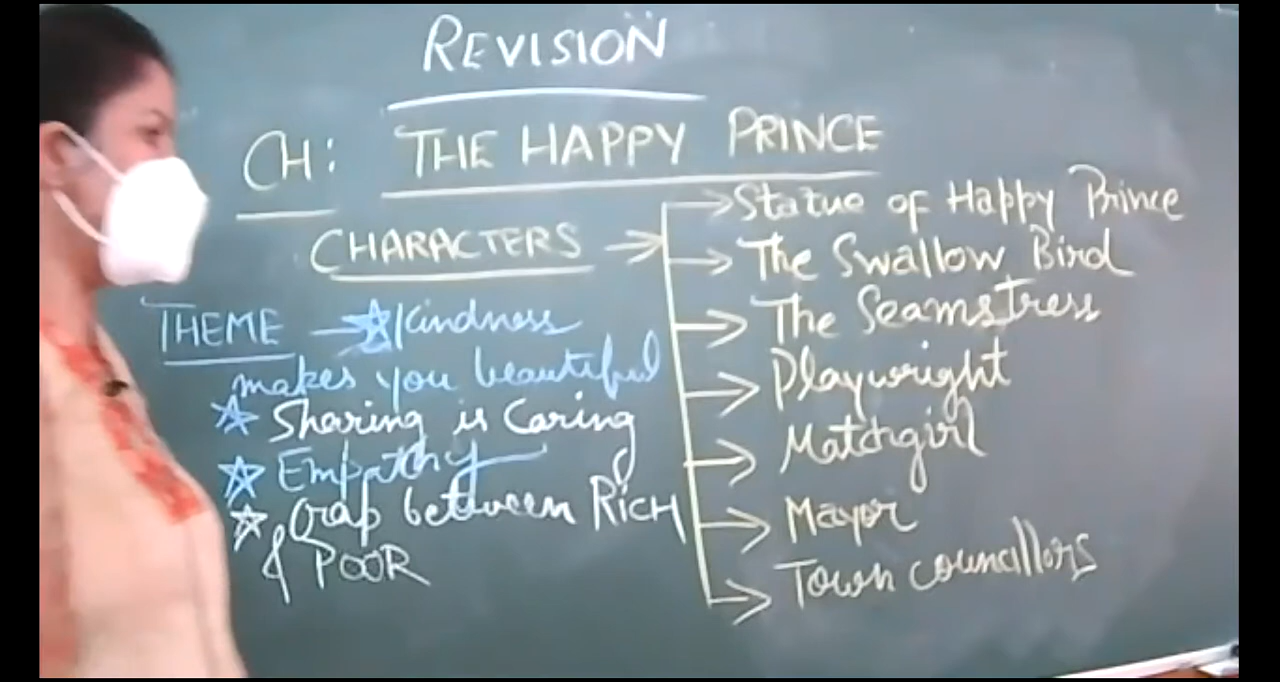 REVISION
CH: THE HAPPY PRINCE
CHARACTERS →
→ Statue of Happy Prince
→ The Swallow Bird
→ The Seamstress
→ Playwright
→ Matchgirl
→ Mayor
→ Town councillors
THEME → ☆ Kindness
makes you beautiful
☆ Sharing is Caring
☆ Empathy
☆ Gap between RICH
& POOR